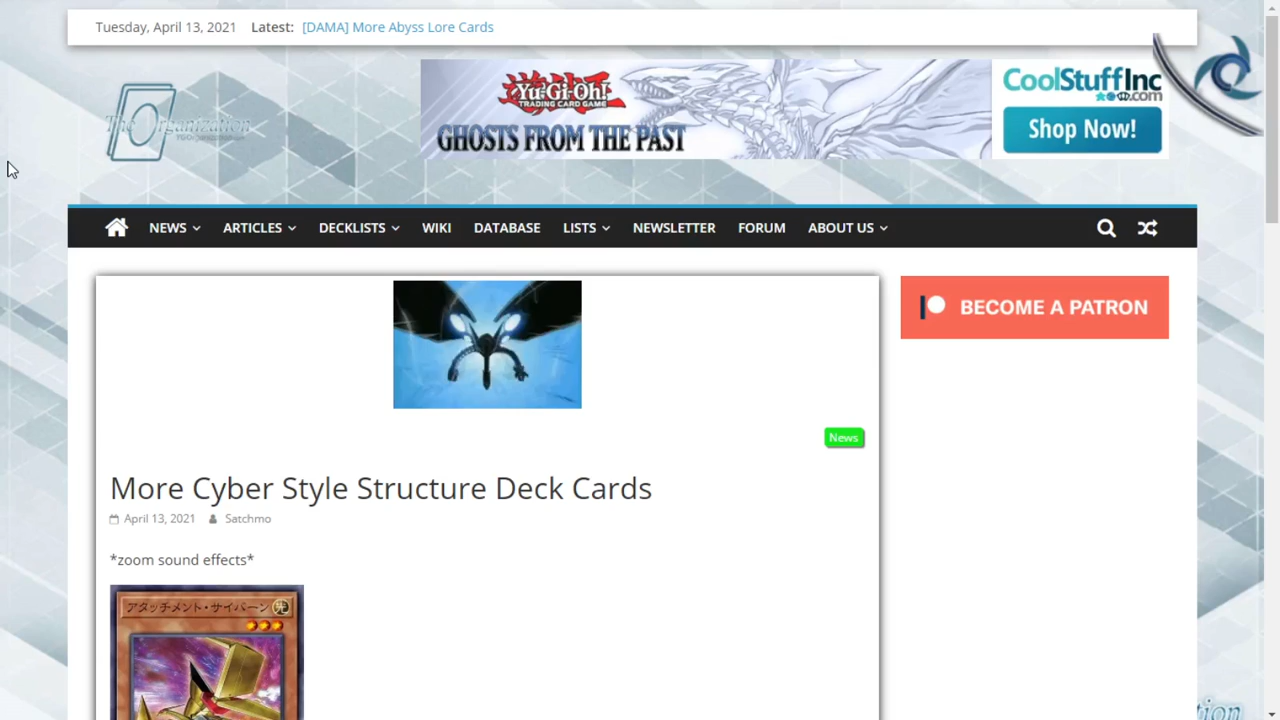 Tuesday, April 13, 2021 Latest: [DAMA] More Abyss Lore Cards
The Organization
Yu-Gi-Oh!
TRADING CARD GAME
GHOSTS FROM THE PAST
CoolStuffInc
.com
Shop Now!
NEWS ARTICLES DECKLISTS WIKI DATABASE LISTS NEWSLETTER FORUM ABOUT US
BECOME A PATRON
News
More Cyber Style Structure Deck Cards
April 13, 2021 Satchmo
*zoom sound effects*
アタッチメント・サイバーン 光